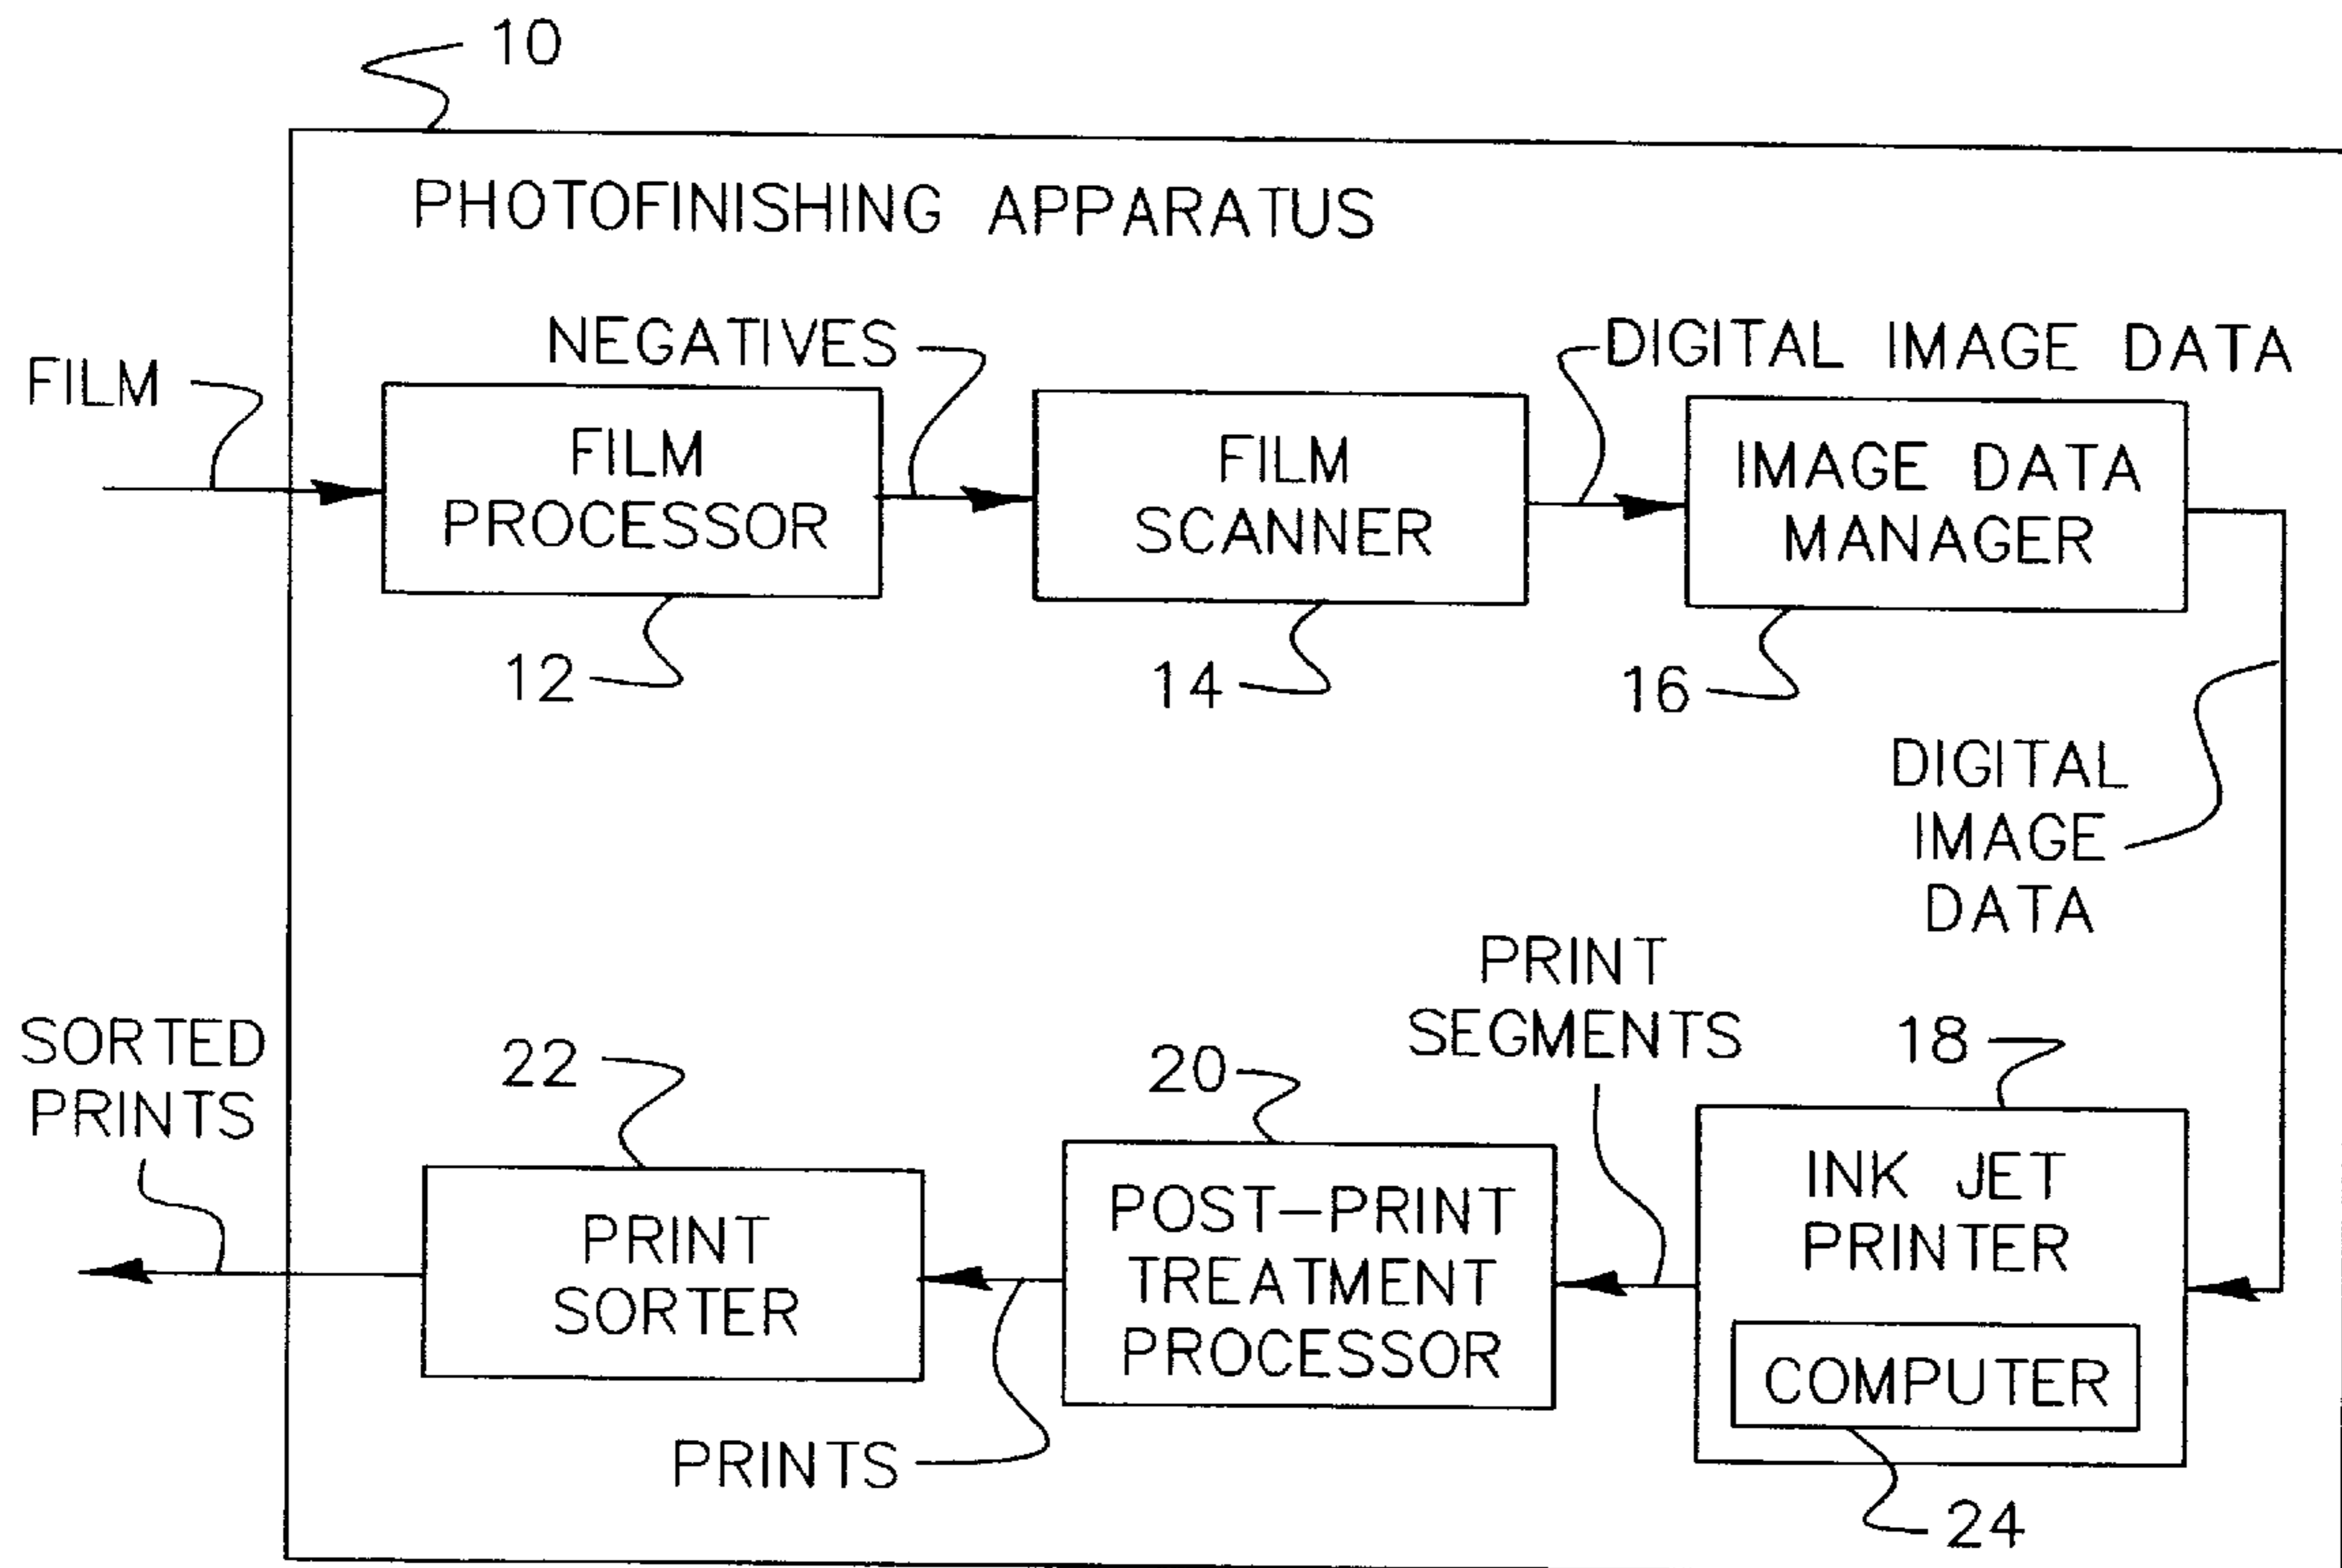 10
PHOTOFINISHING APPARATUS
FILM
NEGATIVES
DIGITAL IMAGE DATA
FILM
PROCESSOR
FILM
SCANNER
IMAGE DATA
MANAGER
12
14
16
DIGITAL
IMAGE
DATA
SORTED
PRINTS
22
20
PRINT
SEGMENTS
18
PRINT
SORTER
POST-PRINT
TREATMENT
PROCESSOR
INK JET
PRINTER
COMPUTER
PRINTS
24